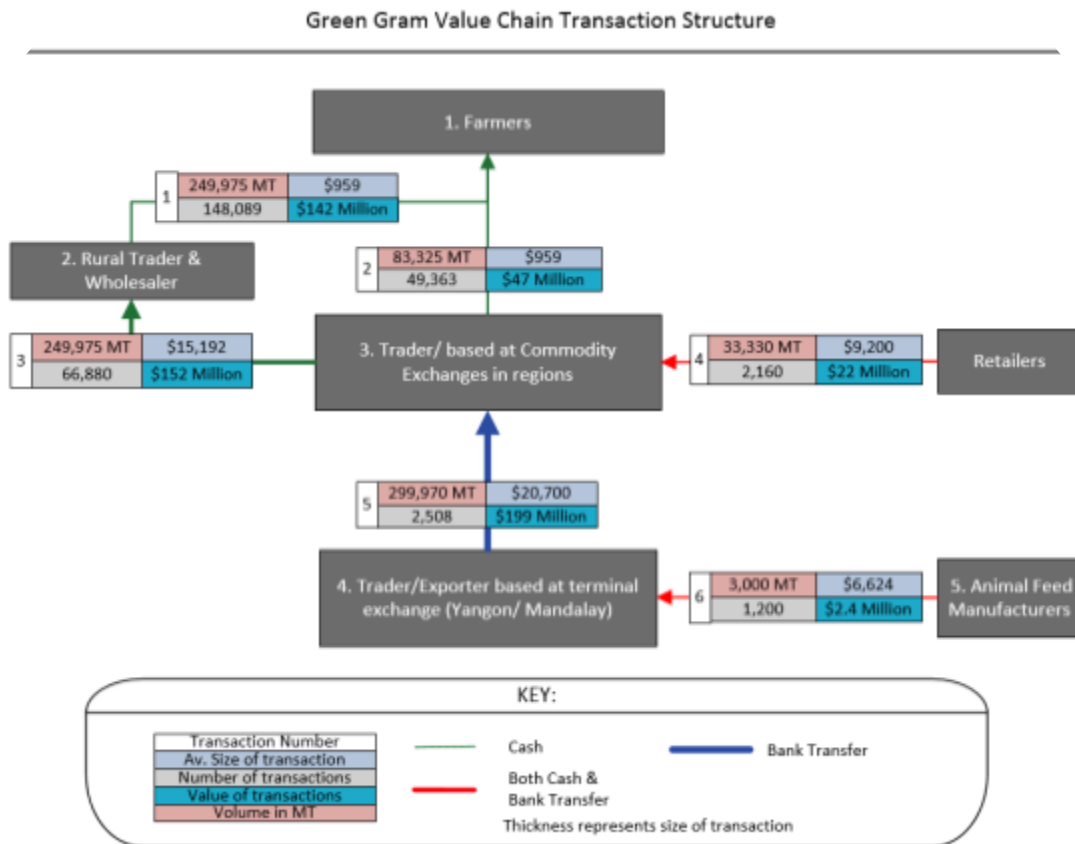 Green Gram Value Chain Transaction Structure
1. Farmers
1
249,975 MT
$959
148,089
$142 Million
2. Rural Trader &
Wholesaler
2
83,325 MT
$959
49,363
$47 Million
3
249,975 MT
$15,192
66,880
$152 Million
3. Trader/ based at Commodity
Exchanges in regions
4
33,330 MT
$9,200
2,160
$22 Million
Retailers
5
299,970 MT
$20,700
2,508
$199 Million
4. Trader/Exporter based at terminal
exchange (Yangon/ Mandalay)
6
3,000 MT
$6,624
1,200
$2.4 Million
5. Animal Feed
Manufacturers
KEY:
Transaction Number
Av. Size of transaction
Number of transactions
Value of transactions
Volume in MT
Cash
Bank Transfer
Both Cash &
Bank Transfer
Thickness represents size of transaction